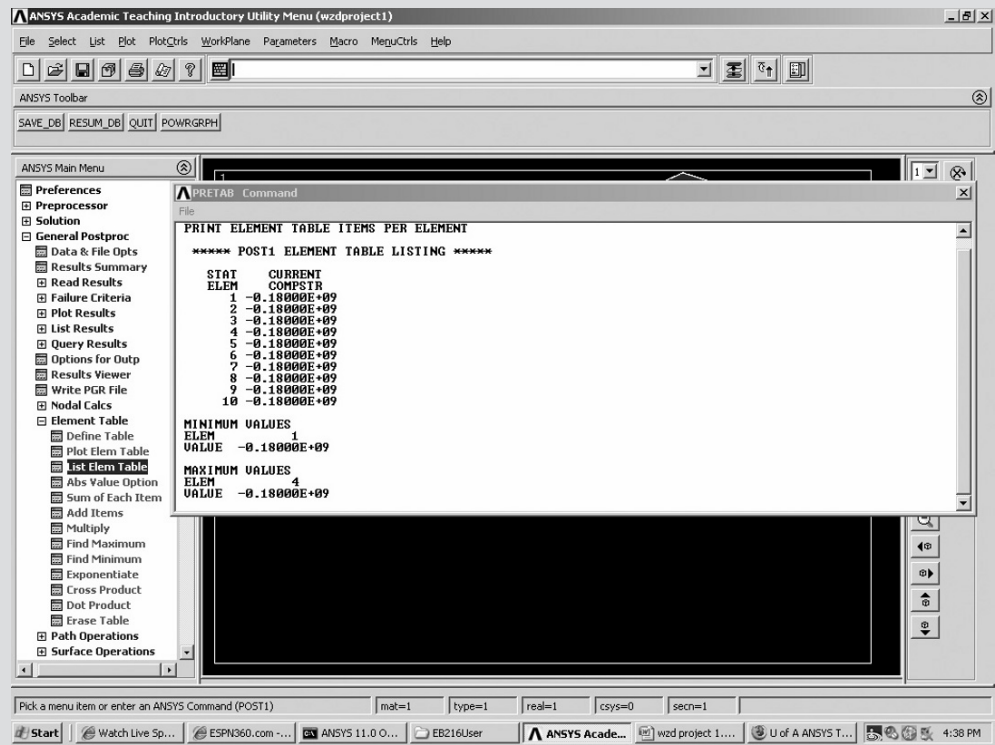 ANSYS Academic Teaching Introductory Utility Menu (wzdproject1)
File Select List Plot PlotCtrls WorkPlane Parameters Macro MenuCtrls Help
ANSYS Toolbar
SAVE_DB RESUM_DB QUIT POWRGRPH
ANSYS Main Menu
Preferences
Preprocessor
Solution
General Postproc
Data & File Opts
Results Summary
Read Results
Failure Criteria
Plot Results
List Results
Query Results
Options for Outp
Results Viewer
Write PGR File
Nodal Calcs
Element Table
Define Table
Plot Elem Table
List Elem Table
Abs Value Option
Sum of Each Item
Add Items
Multiply
Find Maximum
Find Minimum
Exponentiate
Cross Product
Dot Product
Erase Table
Path Operations
Surface Operations
1
1
PRETAB Command
File
PRINT ELEMENT TABLE ITEMS PER ELEMENT
***** POST1 ELEMENT TABLE LISTING *****
STAT CURRENT
ELEM COMPSTR
1 -0.18000E+09
2 -0.18000E+09
3 -0.18000E+09
4 -0.18000E+09
5 -0.18000E+09
6 -0.18000E+09
7 -0.18000E+09
8 -0.18000E+09
9 -0.18000E+09
10 -0.18000E+09
MINIMUM VALUES
ELEM 1
VALUE -0.18000E+09
MAXIMUM VALUES
ELEM 4
VALUE -0.18000E+09
Pick a menu item or enter an ANSYS Command (POST1) mat=1 type=1 real=1 csys=0 secn=1
Start Watch Live Sp... ESPN360.com -... ANSYS 11.0 O... EB216User ANSYS Acade... wzd project 1.... U of A ANSYS T... 4:38 PM